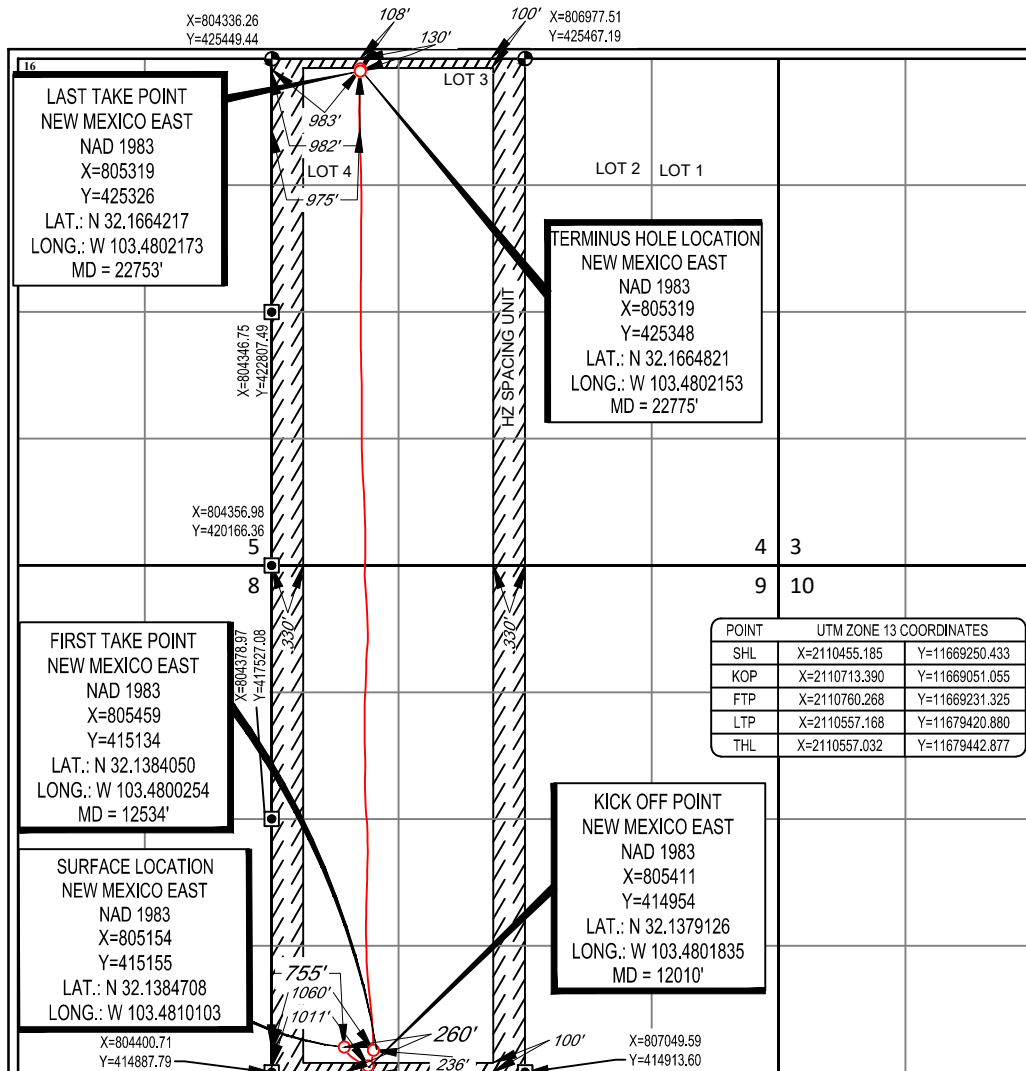 X=804336.26
Y=425449.44
108'
130'
100'
X=806977.51
Y=425467.19
16
LAST TAKE POINT
NEW MEXICO EAST
NAD 1983
X=805319
Y=425326
LAT.: N 32.1664217
LONG.: W 103.4802173
MD = 22753'
983'
982'
LOT 4
975'
LOT 3
LOT 2
LOT 1
TERMINUS HOLE LOCATION
NEW MEXICO EAST
NAD 1983
X=805319
Y=425348
LAT.: N 32.1664821
LONG.: W 103.4802153
MD = 22775'
HZ SPACING UNIT
X=804346.75
Y=422807.49
X=804356.98
Y=420166.36
5
8
4
3
9
10
330'
330'
POINT UTM ZONE 13 COORDINATES
SHL X=2110455.185 Y=11669250.433
KOP X=2110713.390 Y=11669051.055
FTP X=2110760.268 Y=11669231.325
LTP X=2110557.168 Y=11679420.880
THL X=2110557.032 Y=11679442.877
FIRST TAKE POINT
NEW MEXICO EAST
NAD 1983
X=805459
Y=415134
LAT.: N 32.1384050
LONG.: W 103.4800254
MD = 12534'
X=804378.97
Y=417527.08
KICK OFF POINT
NEW MEXICO EAST
NAD 1983
X=805411
Y=414954
LAT.: N 32.1379126
LONG.: W 103.4801835
MD = 12010'
SURFACE LOCATION
NEW MEXICO EAST
NAD 1983
X=805154
Y=415155
LAT.: N 32.1384708
LONG.: W 103.4810103
755'
1060'
1011'
260'
236'
100'
X=804400.71
Y=414887.79
X=807049.59
Y=414913.60